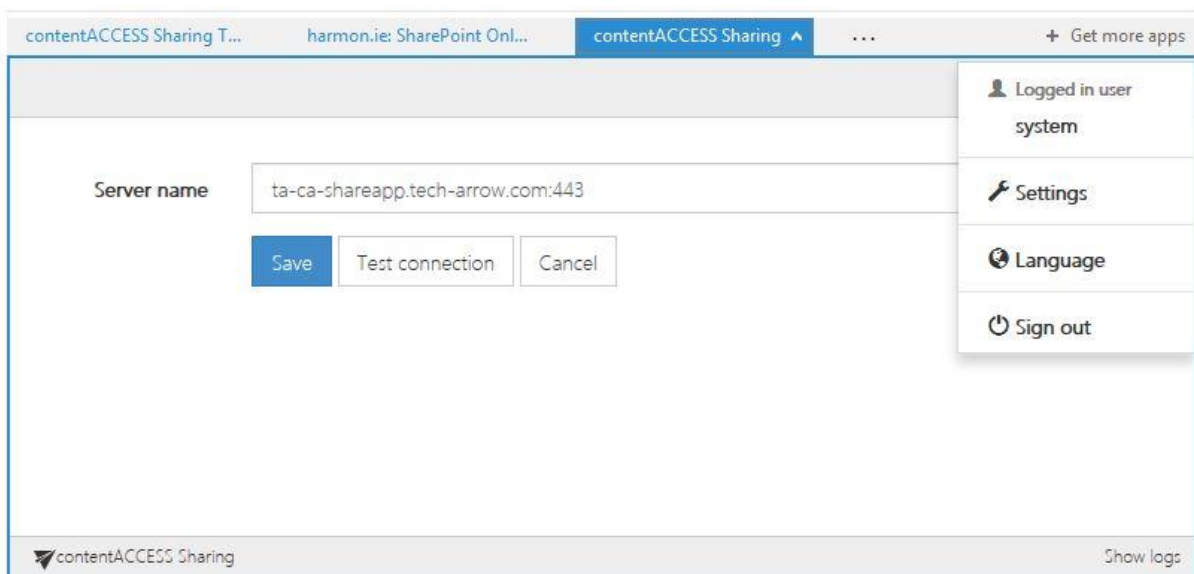 contentACCESS Sharing T...
harmon.ie: SharePoint Onl...
contentACCESS Sharing
...
+ Get more apps
Logged in user
system
Server name
ta-ca-shareapp.tech-arrow.com:443
Settings
Save
Test connection
Cancel
Language
Sign out
contentACCESS Sharing
Show logs